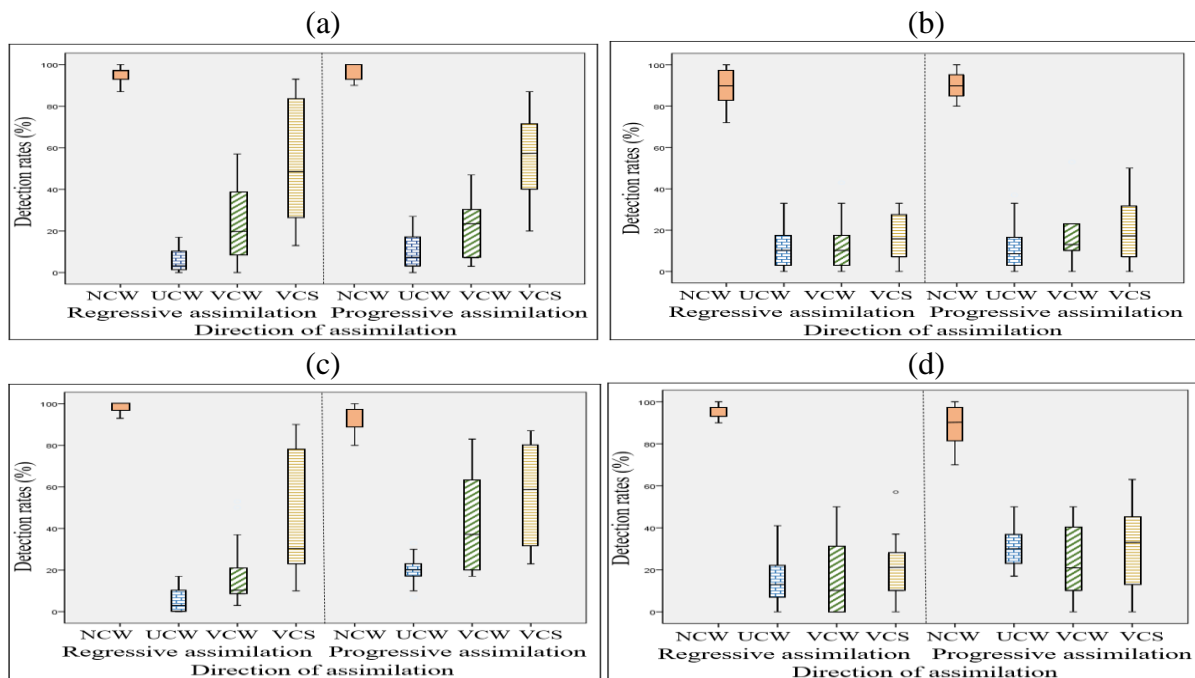 (a)
(b)
Detection rates (%)
100
80
60
40
20
0
NCW UCW VCW VCS NCW UCW VCW VCS
Regressive assimilation Progressive assimilation
Direction of assimilation
Detection rates (%)
100
80
60
40
20
0
NCW UCW VCW VCS NCW UCW VCW VCS
Regressive assimilation Progressive assimilation
Direction of assimilation
(c)
(d)
Detection rates (%)
100
80
60
40
20
0
NCW UCW VCW VCS NCW UCW VCW VCS
Regressive assimilation Progressive assimilation
Direction of assimilation
Detection rates (%)
100
80
60
40
20
0
NCW UCW VCW VCS NCW UCW VCW VCS
Regressive assimilation Progressive assimilation
Direction of assimilation